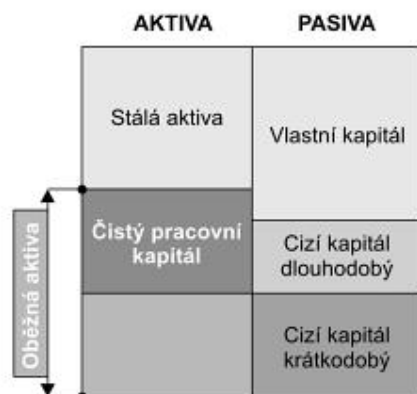 AKTIVA
PASIVA
Stálá aktiva
Vlastní kapitál
Čistý pracovní
kapitál
Cizí kapitál
dlouhodobý
Oběžná aktiva
Cizí kapitál
krátkodobý